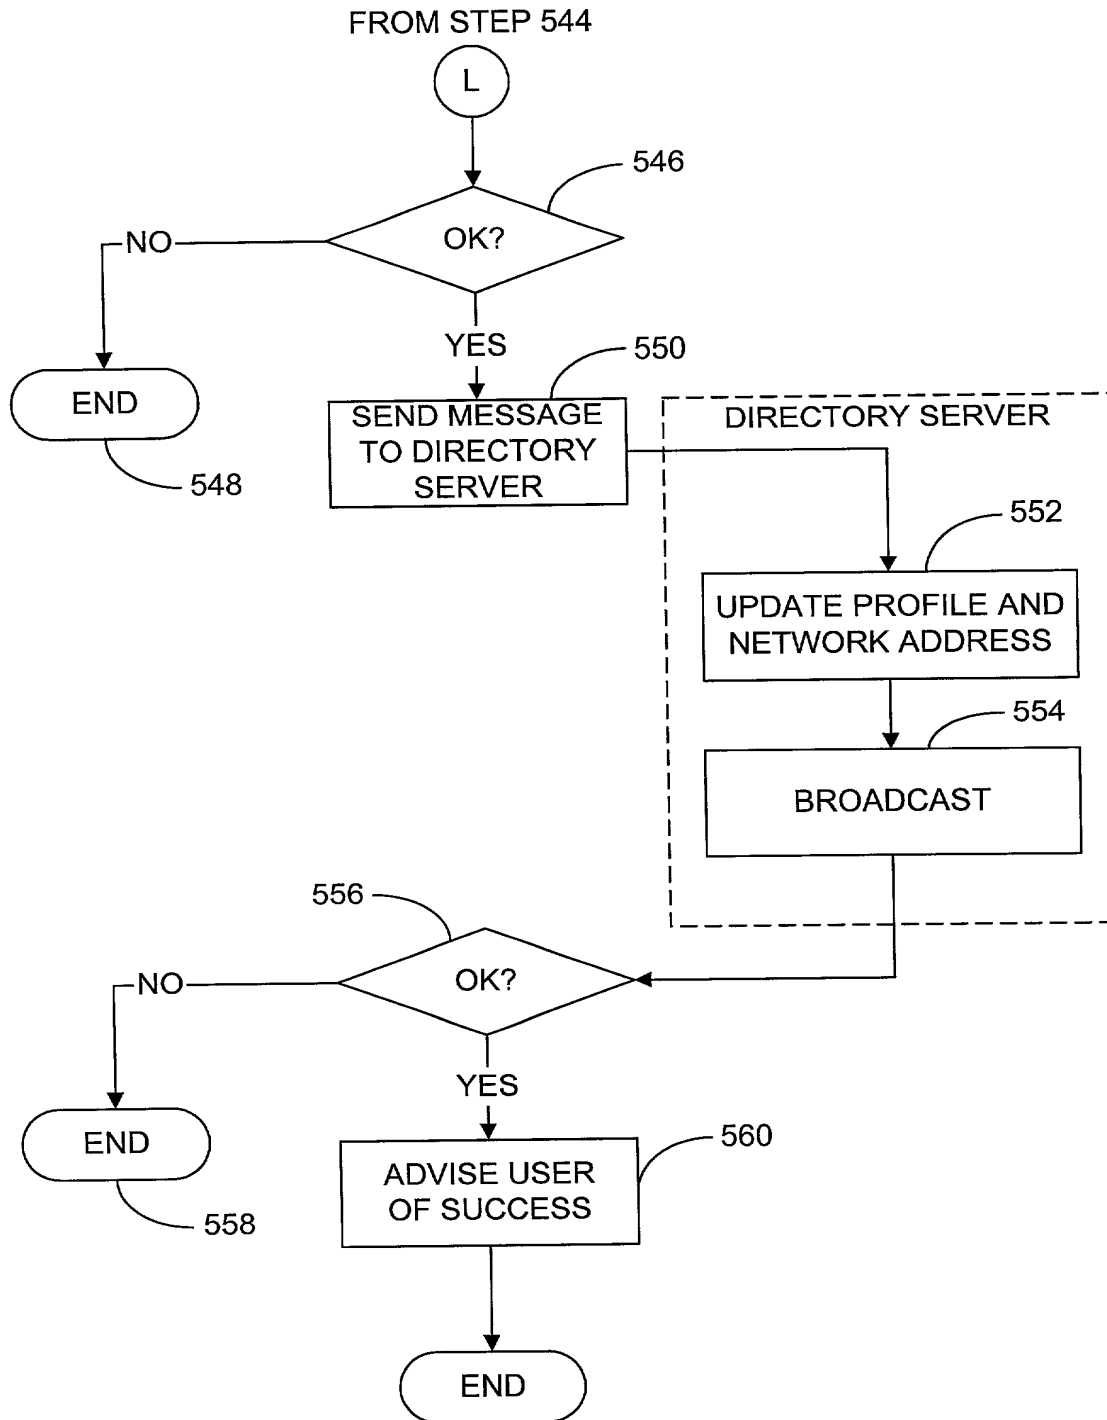 FROM STEP 544
L
546
OK?
NO
YES
550
END
548
SEND MESSAGE
TO DIRECTORY
SERVER
DIRECTORY SERVER
552
UPDATE PROFILE AND
NETWORK ADDRESS
554
BROADCAST
556
OK?
NO
YES
END
558
560
ADVISE USER
OF SUCCESS
END